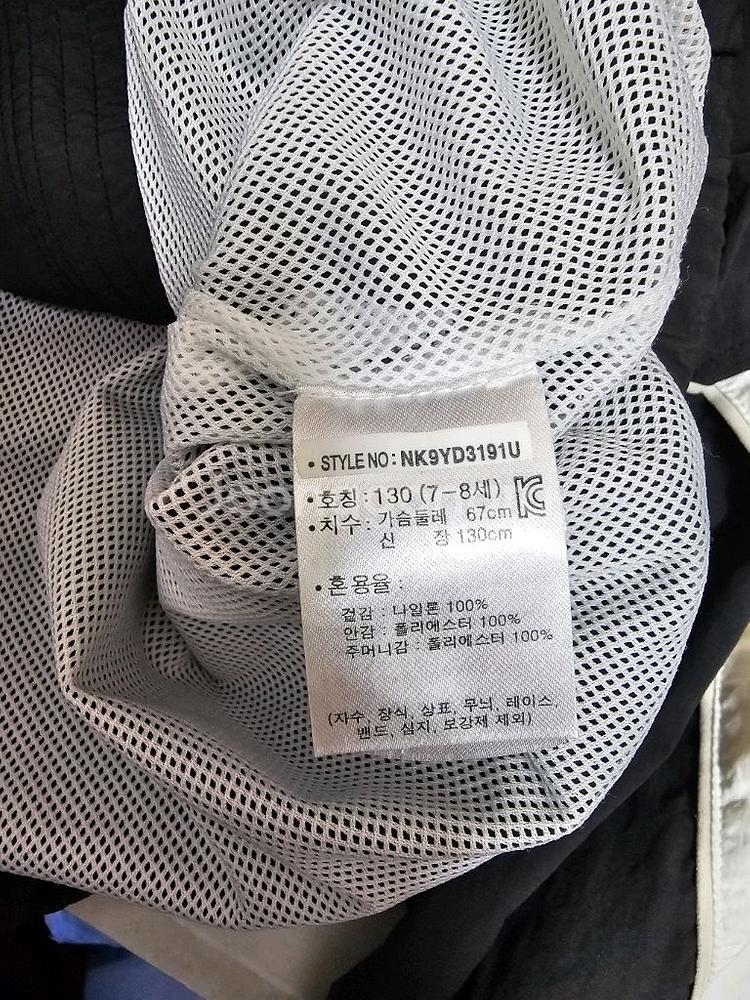 • STYLE NO : NK9YD3191U
• 호칭 : 130 (7-8세)
• 치수 : 가슴둘레 67cm
신 장 130cm
• 혼용율 :
겉감 : 나일론 100%
안감 : 폴리에스터 100%
주머니감 : 폴리에스터 100%
(자수, 장식, 상표, 무늬, 레이스,
밴드, 심지, 보강제 제외)